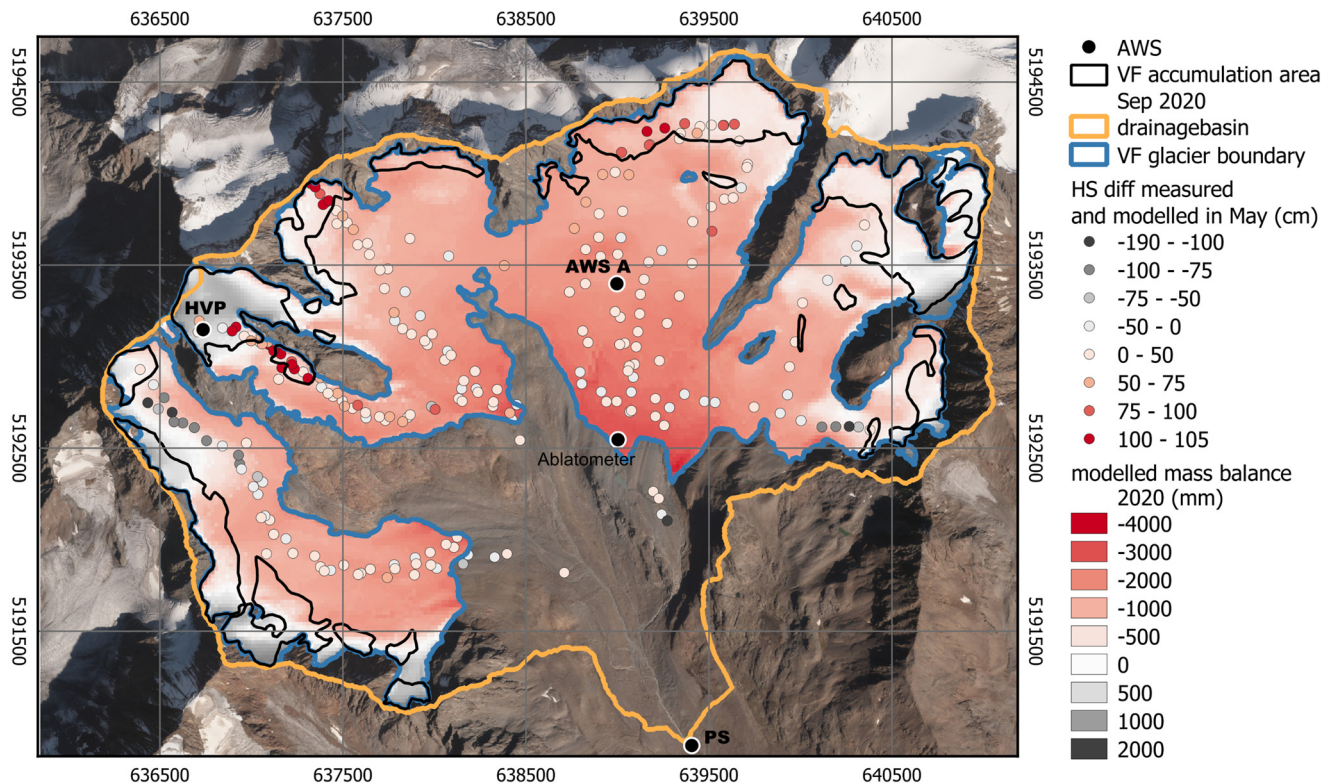 636500 637500 638500 639500 640500
AWS
VF accumulation area
Sep 2020
drainagebasin
VF glacier boundary
HS diff measured
and modelled in May (cm)
-190 - -100
-100 - -75
-75 - -50
-50 - 0
0 - 50
50 - 75
75 - 100
100 - 105
modelled mass balance
2020 (mm)
-4000
-3000
-2000
-1000
-500
0
500
1000
2000
5194500
5194500
5193500
5193500
5192500
5192500
5191500
5191500
AWS A
HVP
Ablatometer
PS
636500 637500 638500 639500 640500